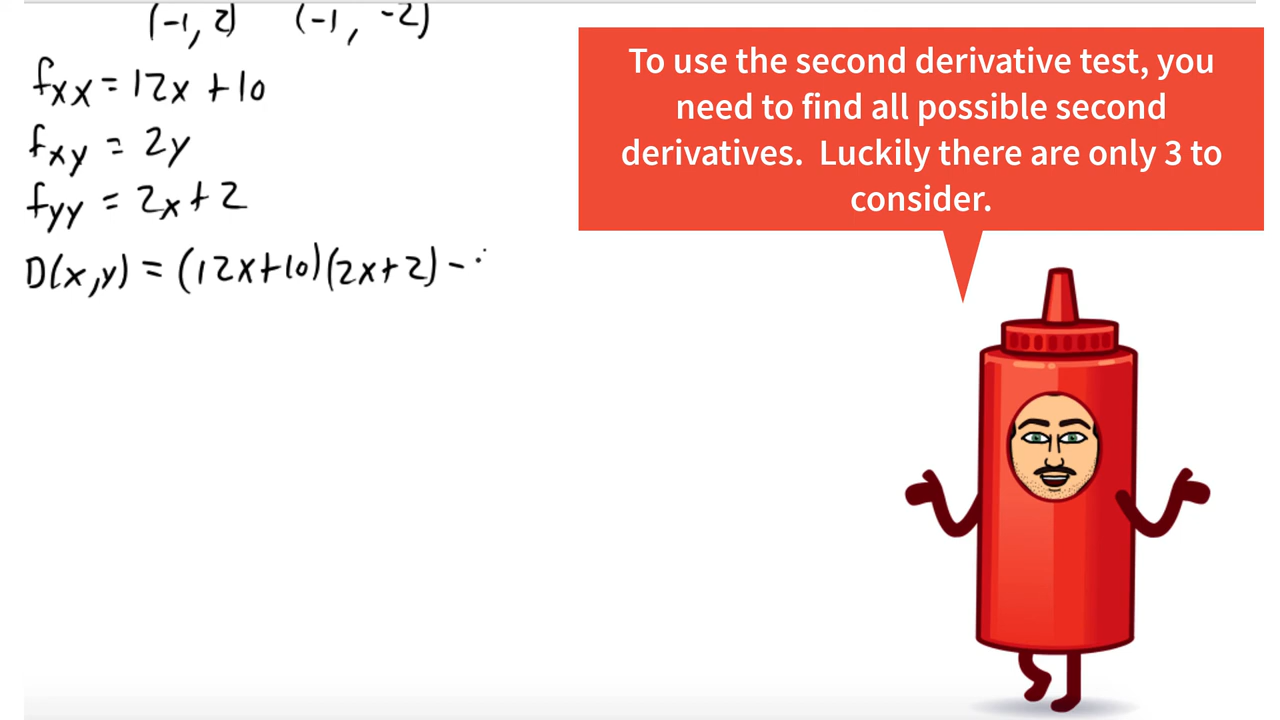 (-1, 2) (-1, -2)
fxx = 12x + 10
fxy = 2y
fyy = 2x + 2
D(x,y) = (12x+10)(2x+2) -
To use the second derivative test, you
need to find all possible second
derivatives. Luckily there are only 3 to
consider.